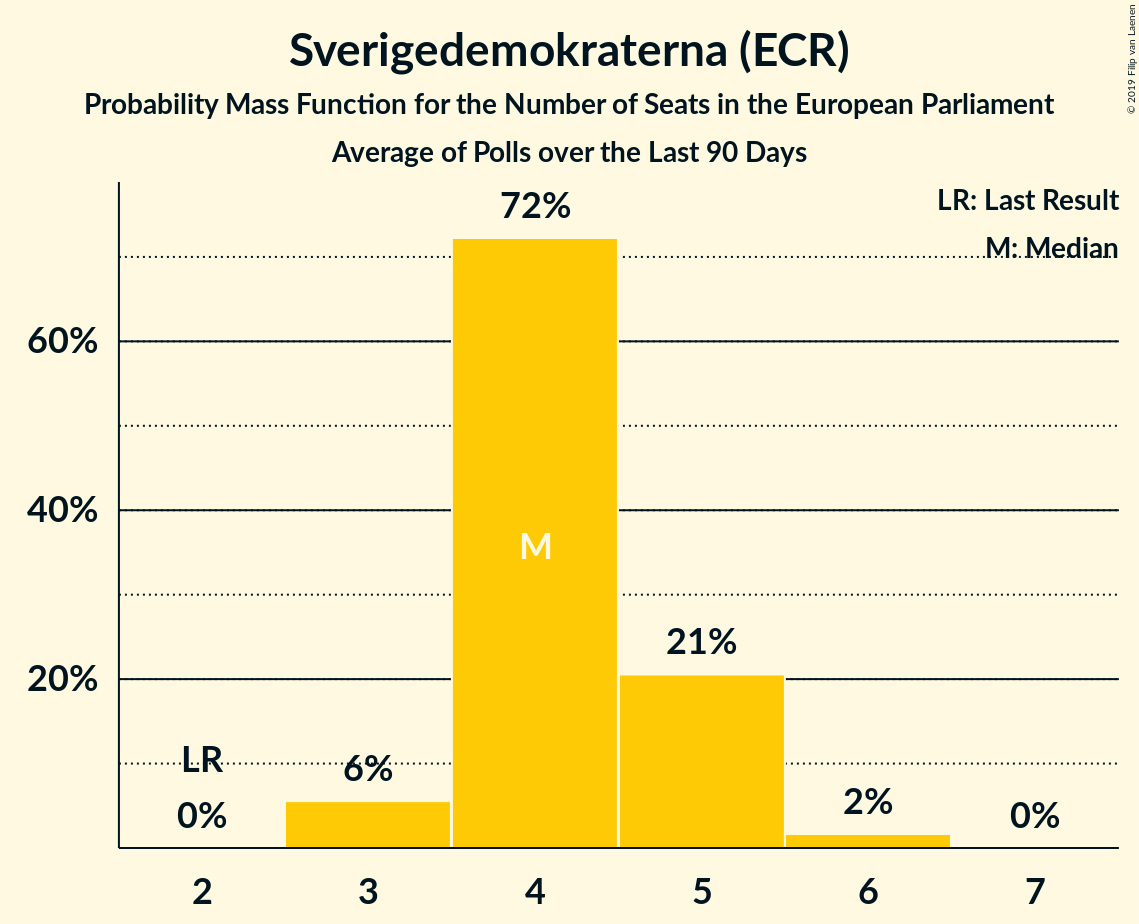 Sverigedemokraterna (ECR)
Probability Mass Function for the Number of Seats in the European Parliament
Average of Polls over the Last 90 Days
© 2019 Filip van Laenen
LR: Last Result
M: Median
72%
60%
40%
M
21%
20%
LR
6%
2%
0%
0%
2 3 4 5 6 7